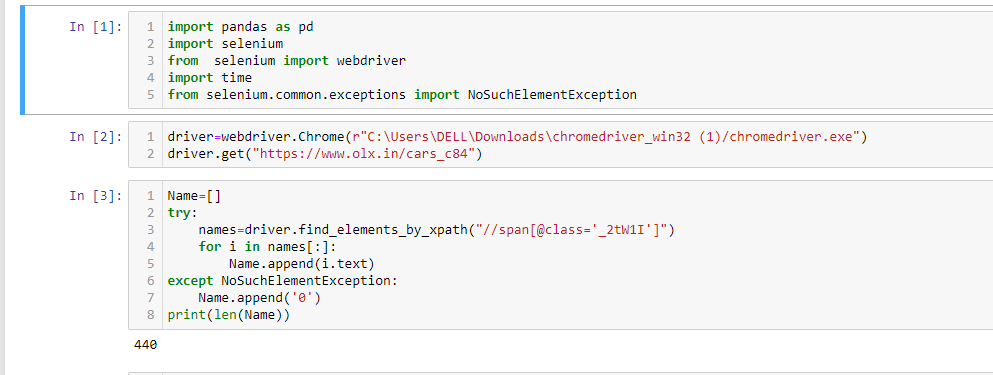 In [1]:
1 import pandas as pd
2 import selenium
3 from  selenium import webdriver
4 import time
5 from selenium.common.exceptions import NoSuchElementException
In [2]:
1 driver=webdriver.Chrome(r"C:\Users\DELL\Downloads\chromedriver_win32 (1)/chromedriver.exe")
2 driver.get("https://www.olx.in/cars_c84")
In [3]:
1 Name=[]
2 try:
3     names=driver.find_elements_by_xpath("//span[@class='_2tW1I']")
4     for i in names[:]:
5         Name.append(i.text)
6 except NoSuchElementException:
7     Name.append('0')
8 print(len(Name))
440